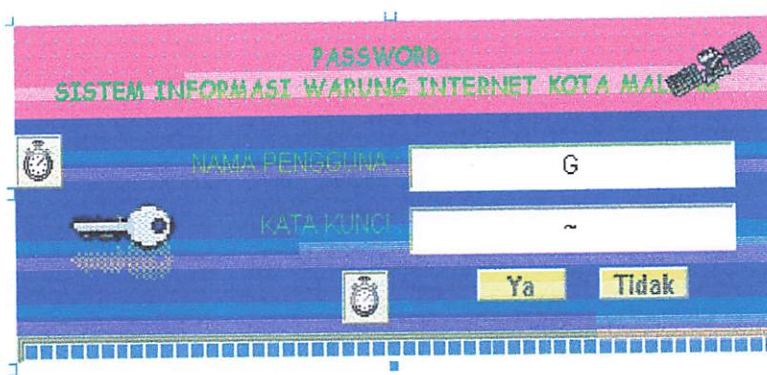 PASSWORD
SISTEM INFORMASI WARUNG INTERNET KOTA
NAMA PENGGUNA
G
KATA KUNCI
~
Ya
Tidak